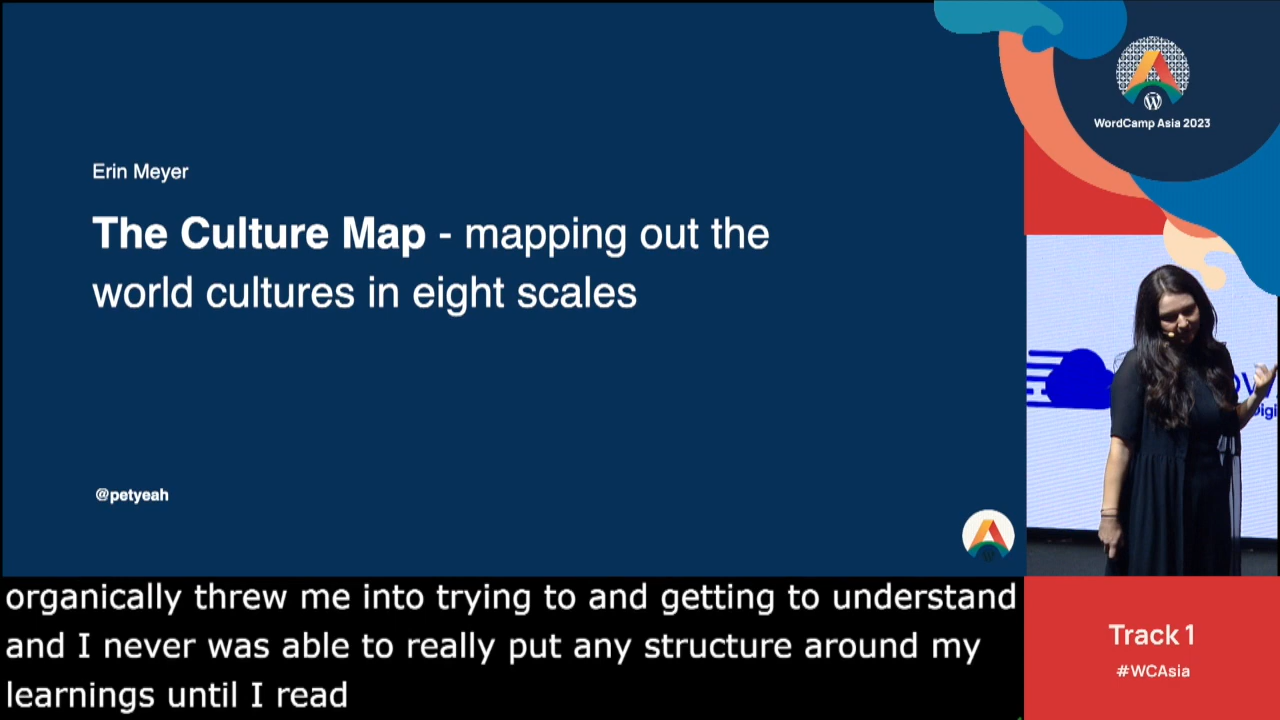 Erin Meyer
The Culture Map - mapping out the
world cultures in eight scales
@petyeah
WordCamp Asia 2023
organically threw me into trying to and getting to understand
and I never was able to really put any structure around my
learnings until I read
Track 1
#WCAsia